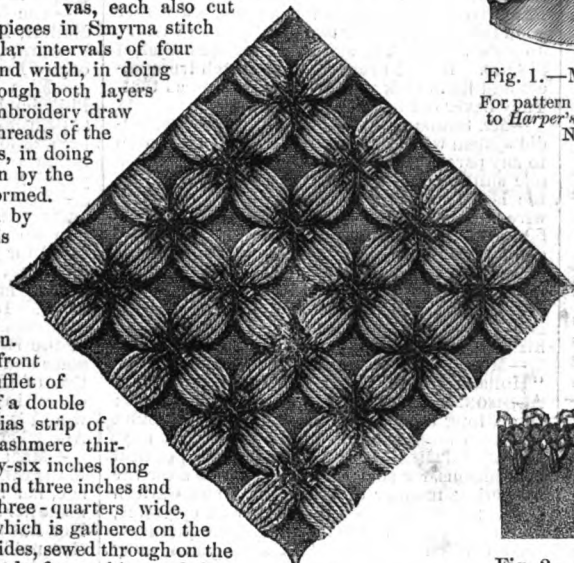 vas, each also cut
pieces in Smyrna stitch
lar intervals of four
nd width, in doing
ough both layers
mbroidery draw
hreads of the
s, in doing
n by the
ormed.
by
s
n.
front
ufflet of
f a double
ias strip of
ashmere thir-
y-six inches long
nd three inches and
hree-quarters wide,
which is gathered on the
ides, sewed through on the
Fig. 1.—M
For pattern
to Harper's
N
Fig. 2.